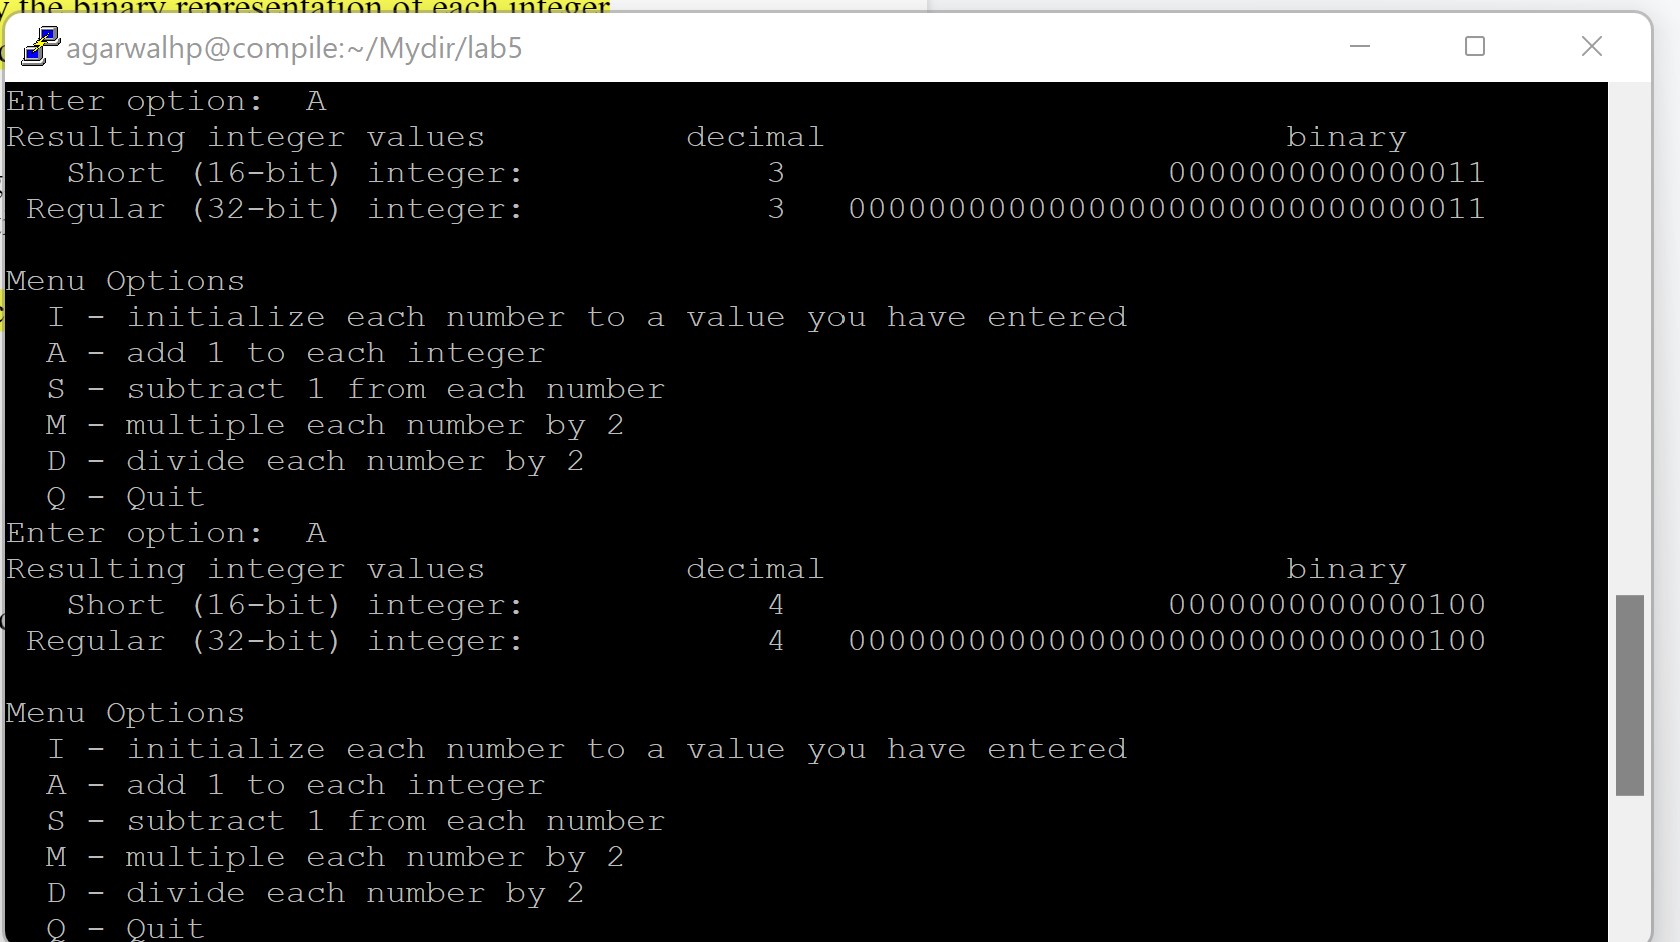 the binary representation of each integer
agarwalhp@compile:~/Mydir/lab5
Enter option:  A
Resulting integer values          decimal                       binary
   Short (16-bit) integer:            3                   0000000000000011
 Regular (32-bit) integer:            3   00000000000000000000000000000011
Menu Options
  I - initialize each number to a value you have entered
  A - add 1 to each integer
  S - subtract 1 from each number
  M - multiple each number by 2
  D - divide each number by 2
  Q - Quit
Enter option:  A
Resulting integer values          decimal                       binary
   Short (16-bit) integer:            4                   0000000000000100
 Regular (32-bit) integer:            4   00000000000000000000000000000100
Menu Options
  I - initialize each number to a value you have entered
  A - add 1 to each integer
  S - subtract 1 from each number
  M - multiple each number by 2
  D - divide each number by 2
  Q - Quit